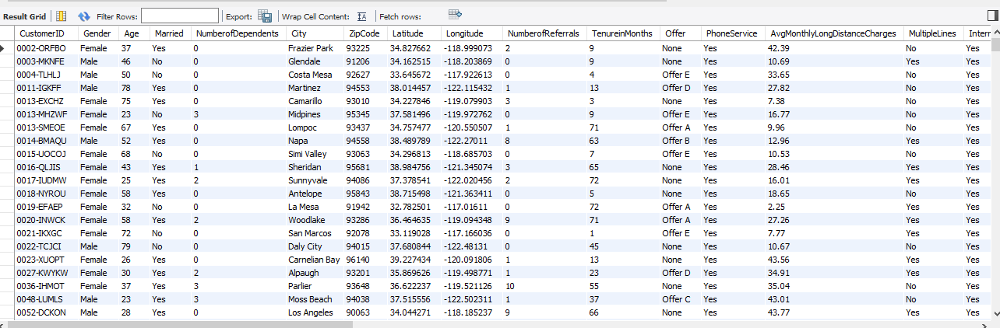 Result Grid Filter Rows: Export: Wrap Cell Content: Fetch rows:
CustomerID Gender Age Married NumberofDependents City ZipCode Latitude Longitude NumberofReferrals TenureinMonths Offer PhoneService AvgMonthlyLongDistanceCharges MultipleLines Intern
0002-ORFBO Female 37 Yes 0 Frazier Park 93225 34.827662 -118.999073 2 9 None Yes 42.39 No Yes
0003-MKNFE Male 46 No 0 Glendale 91206 34.162515 -118.203869 0 9 None Yes 10.69 Yes Yes
0004-TLHLJ Male 50 No 0 Costa Mesa 92627 33.645672 -117.922613 0 4 Offer E Yes 33.65 No Yes
0011-IGKFF Male 78 Yes 0 Martinez 94553 38.014457 -122.115432 1 13 Offer D Yes 27.82 No Yes
0013-EXCHZ Female 75 Yes 0 Camarillo 93010 34.227846 -119.079903 3 3 None Yes 7.38 No Yes
0013-MHZWF Female 23 No 3 Midpines 95345 37.581496 -119.972762 0 9 Offer E Yes 16.77 No Yes
0013-SMEOE Female 67 Yes 0 Lompoc 93437 34.757477 -120.550507 1 71 Offer A Yes 9.96 No Yes
0014-BMAQU Male 52 Yes 0 Napa 94558 38.489789 -122.27011 8 63 Offer B Yes 12.96 Yes Yes
0015-UOCOJ Female 68 No 0 Simi Valley 93063 34.296813 -118.685703 0 7 Offer E Yes 10.53 No Yes
0016-QLJIS Female 43 Yes 1 Sheridan 95681 38.984756 -121.345074 3 65 None Yes 28.46 Yes Yes
0017-IUDMW Female 25 Yes 2 Sunnyvale 94086 37.378541 -122.020456 2 72 None Yes 16.01 Yes Yes
0018-NYROU Female 58 Yes 0 Antelope 95843 38.715498 -121.363411 0 5 None Yes 18.65 No Yes
0019-EFAEP Female 32 No 0 La Mesa 91942 32.782501 -117.01611 0 72 Offer A Yes 2.25 Yes Yes
0020-INWCK Female 58 Yes 2 Woodlake 93286 36.464635 -119.094348 9 71 Offer A Yes 27.26 Yes Yes
0021-IKXGC Female 72 No 0 San Marcos 92078 33.119028 -117.166036 0 1 Offer E Yes 7.77 Yes Yes
0022-TCJCI Male 79 No 0 Daly City 94015 37.680844 -122.48131 0 45 None Yes 10.67 No Yes
0023-XUOPT Female 26 Yes 0 Carnelian Bay 96140 39.227434 -120.091806 1 13 None Yes 43.56 Yes Yes
0027-KWYKW Female 30 Yes 2 Alpaugh 93201 35.869626 -119.498771 1 23 Offer D Yes 34.91 Yes Yes
0036-IHMOT Female 37 Yes 3 Parlier 93648 36.622237 -119.521126 10 55 None Yes 35.04 No Yes
0048-LUMLS Male 23 Yes 3 Moss Beach 94038 37.515556 -122.502311 1 37 Offer C Yes 43.01 No Yes
0052-DCKON Male 28 Yes 0 Los Angeles 90063 34.044271 -118.185237 9 66 None Yes 43.77 Yes Yes